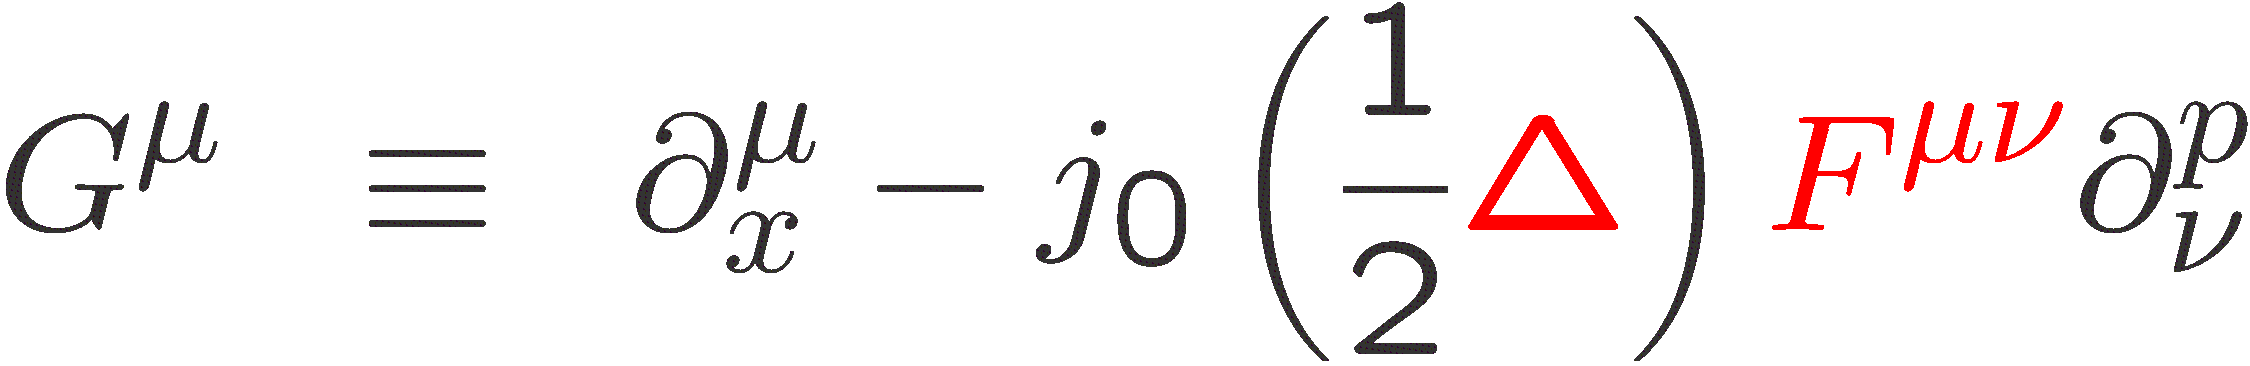 G^μ ≡ ∂_x^μ − j_0 (1/2 Δ) F^{μν} ∂_ν^p